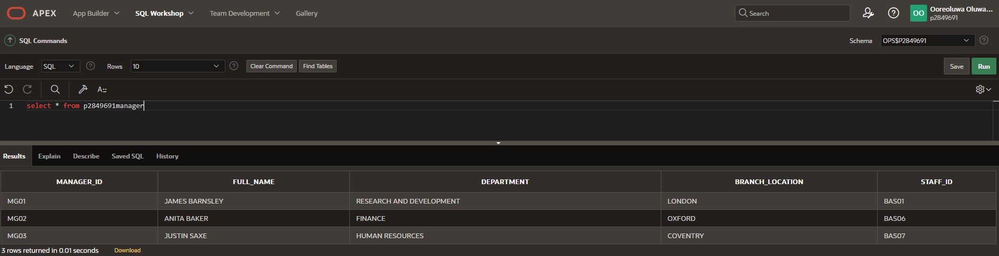 APEX App Builder SQL Workshop Team Development Gallery Search OO Ooreoluwa Oluwa...
p2849691
SQL Commands Schema OPS$P2849691
Language SQL Rows 10 Clear Command Find Tables Save Run
A
1 select * from p2849691manager
Results Explain Describe Saved SQL History
MANAGER_ID FULL_NAME DEPARTMENT BRANCH_LOCATION STAFF_ID
MG01 JAMES BARNSLEY RESEARCH AND DEVELOPMENT LONDON BAS01
MG02 ANITA BAKER FINANCE OXFORD BAS06
MG03 JUSTIN SAXE HUMAN RESOURCES COVENTRY BAS07
3 rows returned in 0.01 seconds Download